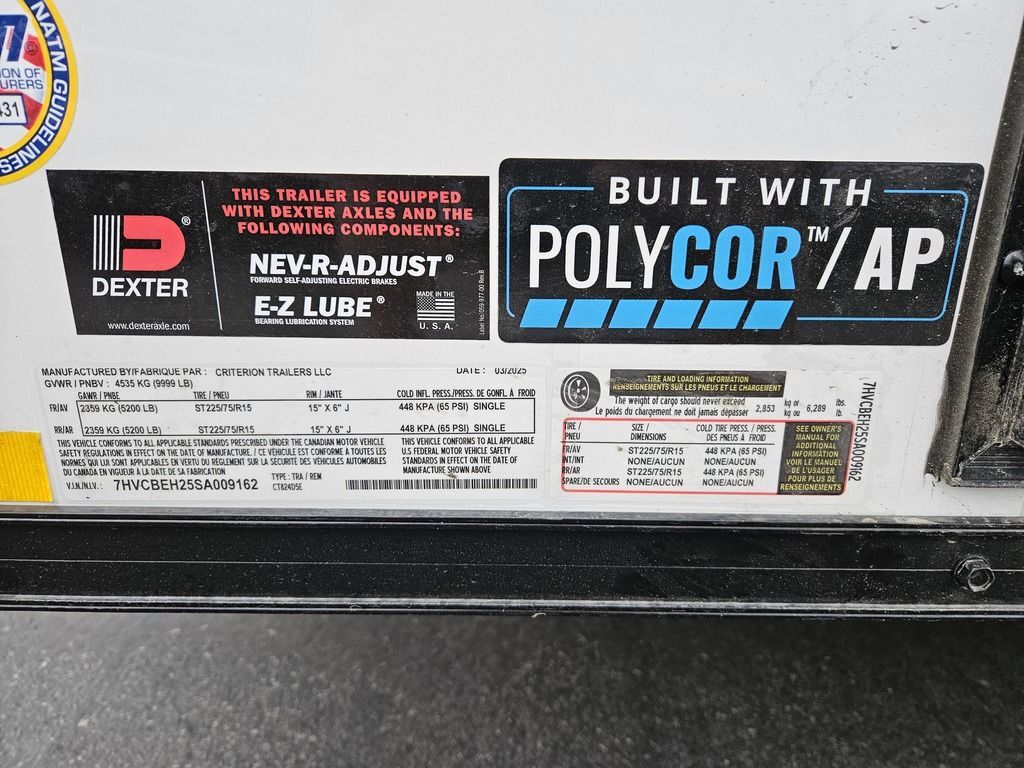 NATM GUIDELINES
ION OF
URERS
431
DEXTER®
www.dexteraxle.com
THIS TRAILER IS EQUIPPED
WITH DEXTER AXLES AND THE
FOLLOWING COMPONENTS:
NEV-R-ADJUST®
FORWARD SELF-ADJUSTING ELECTRIC BRAKES
E-Z LUBE®
BEARING LUBRICATION SYSTEM
MADE IN THE
U.S.A.
Label No/059-977-00 Rev.B
BUILT WITH
POLYCOR™/AP
MANUFACTURED BY/FABRIQUE PAR : CRITERION TRAILERS LLC DATE : 03/2025
GVWR / PNBV : 4535 KG (9999 LB)
GAWR / PNBE TIRE / PNEU RIM / JANTE COLD INFL. PRESS./PRESS. DE GONFL. À FROID
FR/AV 2359 KG (5200 LB) ST225/75/R15 15" X 6" J 448 KPA (65 PSI) SINGLE
RR/AR 2359 KG (5200 LB) ST225/75/R15 15" X 6" J 448 KPA (65 PSI) SINGLE
THIS VEHICLE CONFORMS TO ALL APPLICABLE STANDARDS PRESCRIBED UNDER THE CANADIAN MOTOR VEHICLE
SAFETY REGULATIONS IN EFFECT ON THE DATE OF MANUFACTURE. / CE VÉHICULE EST CONFORME À TOUTES LES
NORMES QUI LUI SONT APPLICABLES EN VERTU DU RÈGLEMENT SUR LA SÉCURITÉ DES VÉHICULES AUTOMOBILES
DU CANADA EN VIGUEUR À LA DATE DE SA FABRICATION
THIS VEHICLE CONFORMS TO ALL APPLICABLE
U.S FEDERAL MOTOR VEHICLE SAFETY
STANDARDS IN EFFECT ON THE DATE OF
MANUFACTURE SHOWN ABOVE
V.I.N./N.I.V.: 7HVCBEH25SA009162 TYPE : TRA / REM
CT824D5E
TIRE AND LOADING INFORMATION
RENSEIGNEMENTS SUR LES PNEUS ET LE CHARGEMENT
The weight of cargo should never exceed 2,853 kg or 6,289 lbs.
Le poids du chargement ne doit jamais dépasser kg ou lb.
TIRE / SIZE / COLD TIRE PRESS. / PRESS.
PNEU DIMENSIONS DES PNEUS À FROID
FR/AV ST225/75/R15 448 KPA (65 PSI)
INT/INT NONE/AUCUN NONE/AUCUN
RR/AR ST225/75/R15 448 KPA (65 PSI)
SPARE/DE SECOURS NONE/AUCUN NONE/AUCUN
SEE OWNER'S
MANUAL FOR
ADDITIONAL
INFORMATION
VOIR LE MANUEL
DE L'USAGER
POUR PLUS DE
RENSEIGNEMENTS
7HVCBEH25SA009162